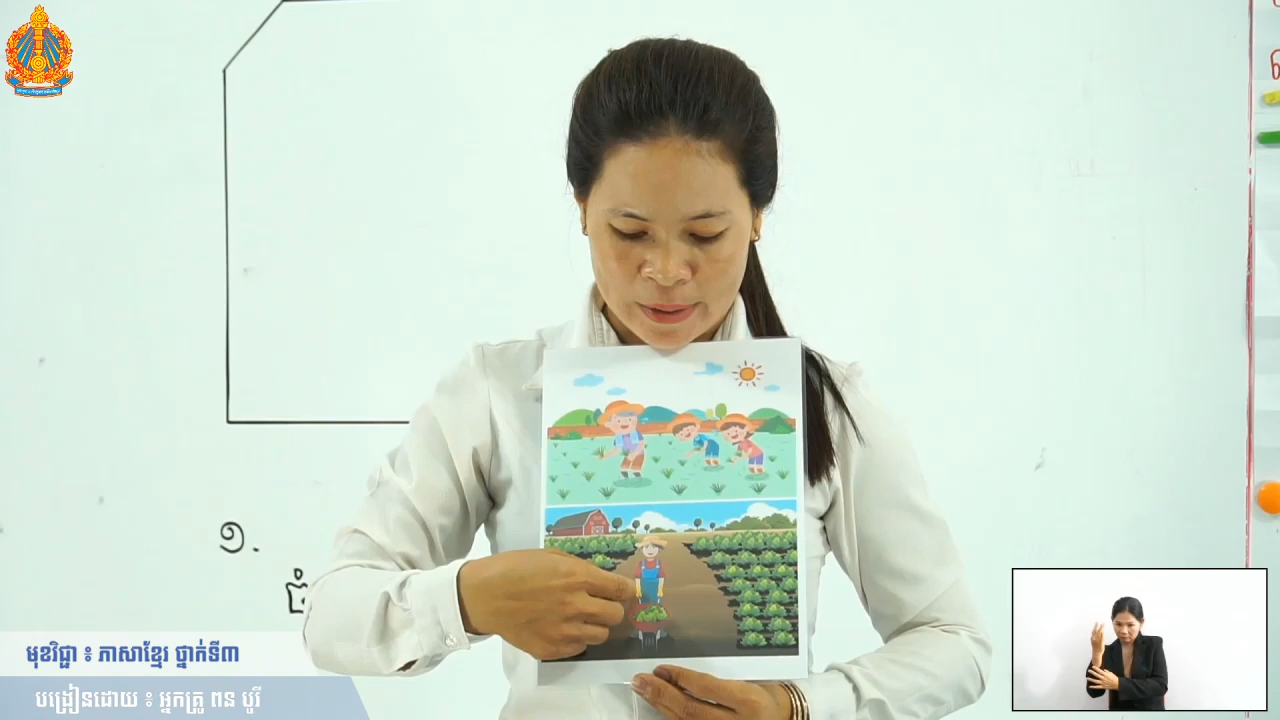 ១.
ធំ
មុខវិជ្ជា ៖ ភាសាខ្មែរ ថ្នាក់ទី៣
បង្រៀនដោយ ៖ អ្នកគ្រូ ពន បូរី